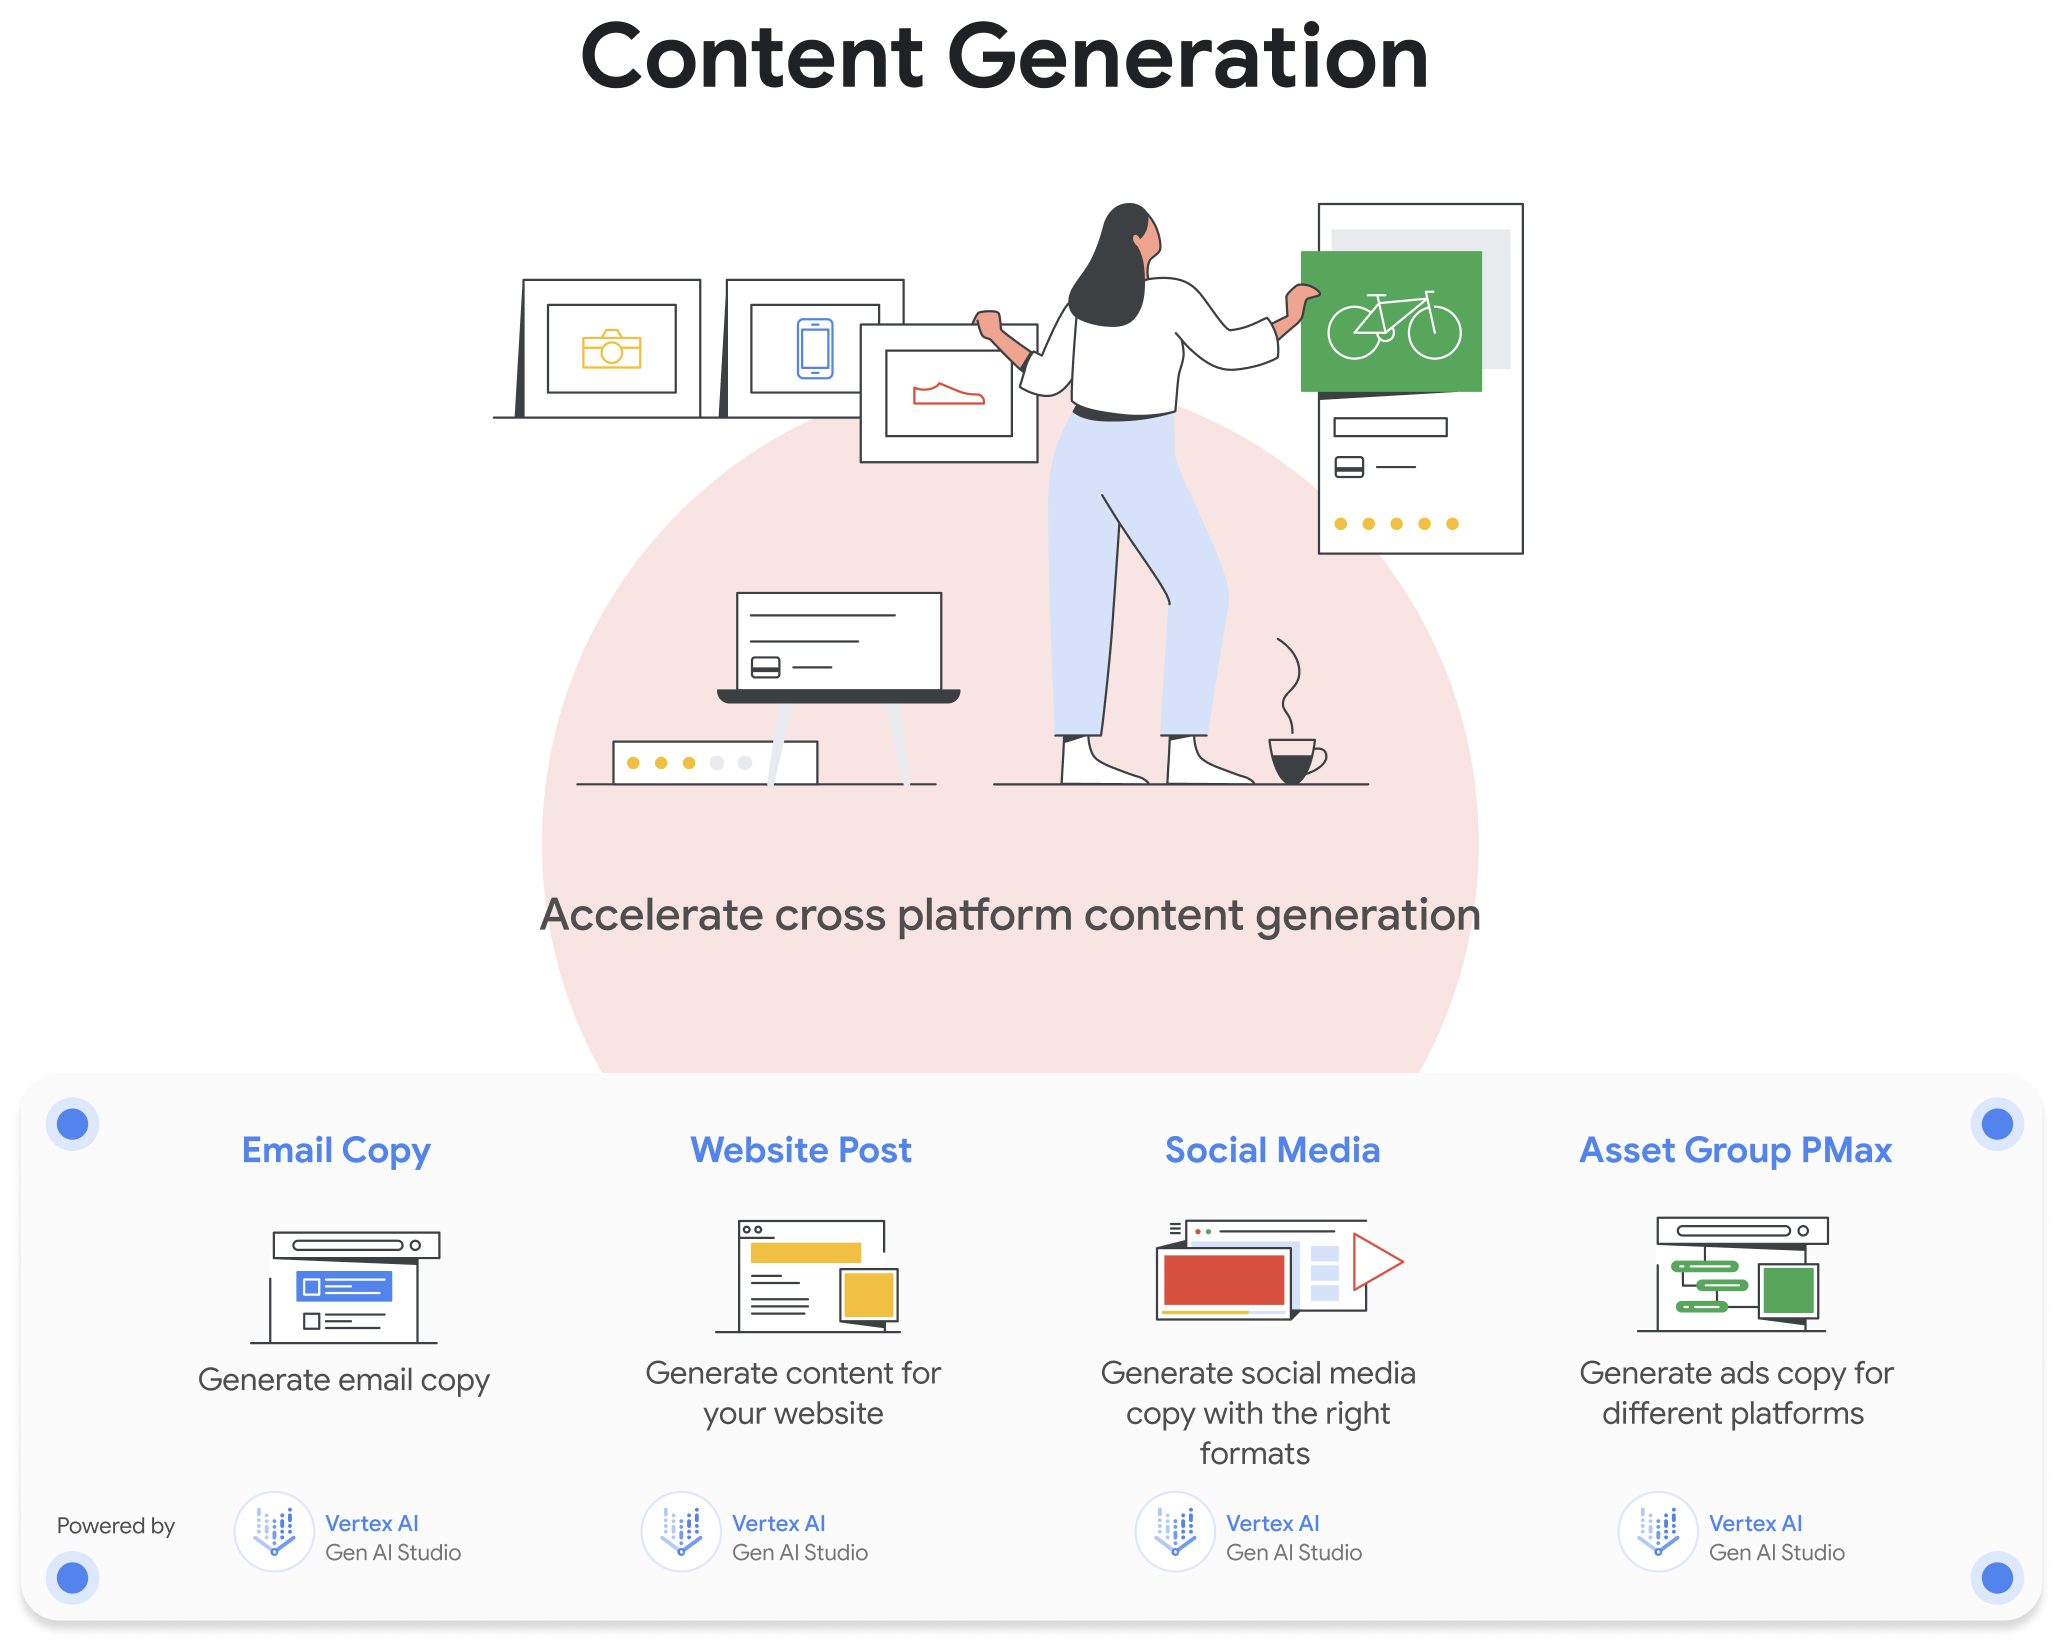 Content Generation
Accelerate cross platform content generation
Email Copy
Website Post
Social Media
Asset Group PMax
Generate email copy
Generate content for
your website
Generate social media
copy with the right
formats
Generate ads copy for
different platforms
Powered by
Vertex AI
Gen AI Studio
Vertex AI
Gen AI Studio
Vertex AI
Gen AI Studio
Vertex AI
Gen AI Studio